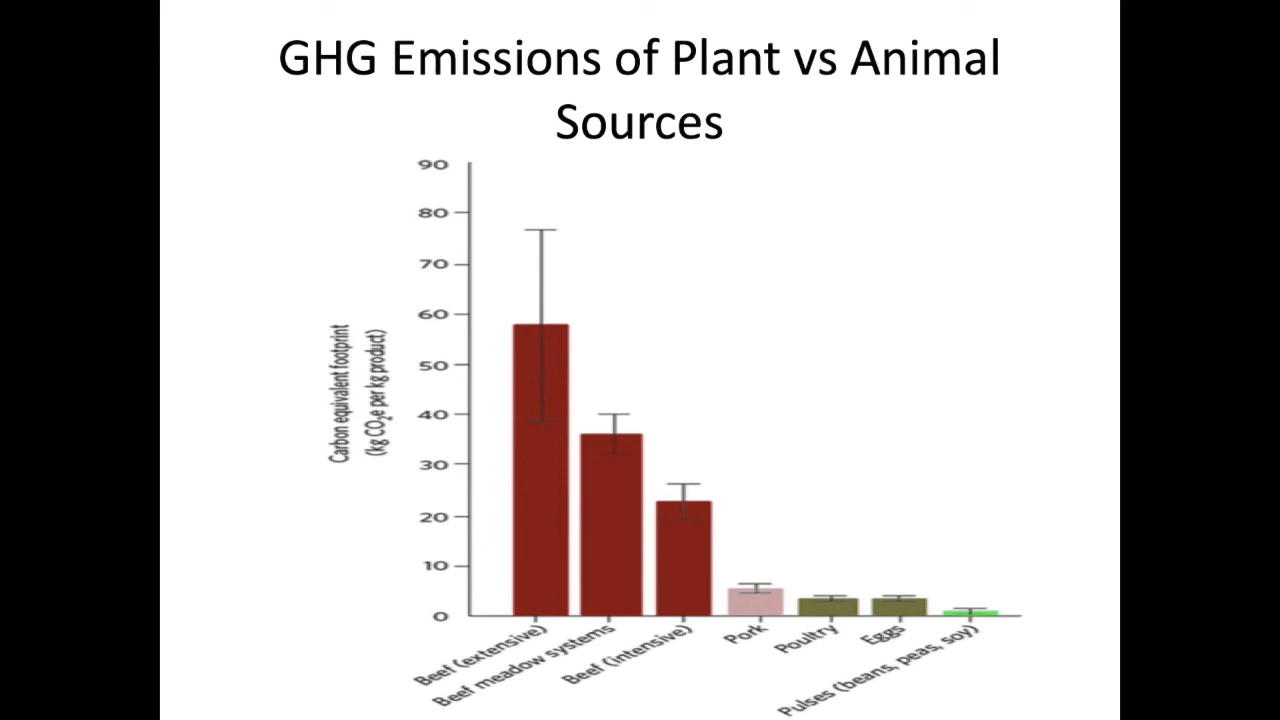 GHG Emissions of Plant vs Animal
Sources
90
80
70
60
50
40
30
20
10
0
Carbon equivalent footprint
(kg CO₂e per kg product)
Beef (extensive)
Beef meadow systems
Beef (intensive)
Pork
Poultry
Eggs
Pulses (beans, peas, soy)